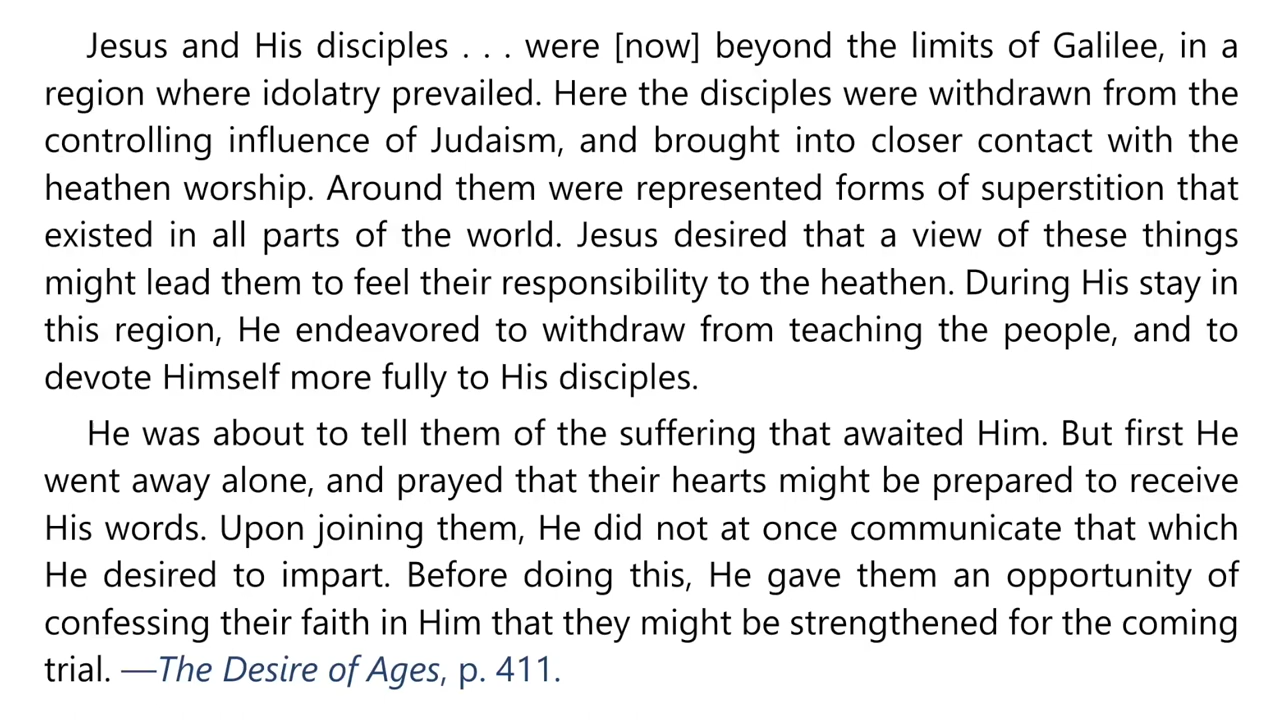 Jesus and His disciples . . . were [now] beyond the limits of Galilee, in a
region where idolatry prevailed. Here the disciples were withdrawn from the
controlling influence of Judaism, and brought into closer contact with the
heathen worship. Around them were represented forms of superstition that
existed in all parts of the world. Jesus desired that a view of these things
might lead them to feel their responsibility to the heathen. During His stay in
this region, He endeavored to withdraw from teaching the people, and to
devote Himself more fully to His disciples.
He was about to tell them of the suffering that awaited Him. But first He
went away alone, and prayed that their hearts might be prepared to receive
His words. Upon joining them, He did not at once communicate that which
He desired to impart. Before doing this, He gave them an opportunity of
confessing their faith in Him that they might be strengthened for the coming
trial. —The Desire of Ages, p. 411.